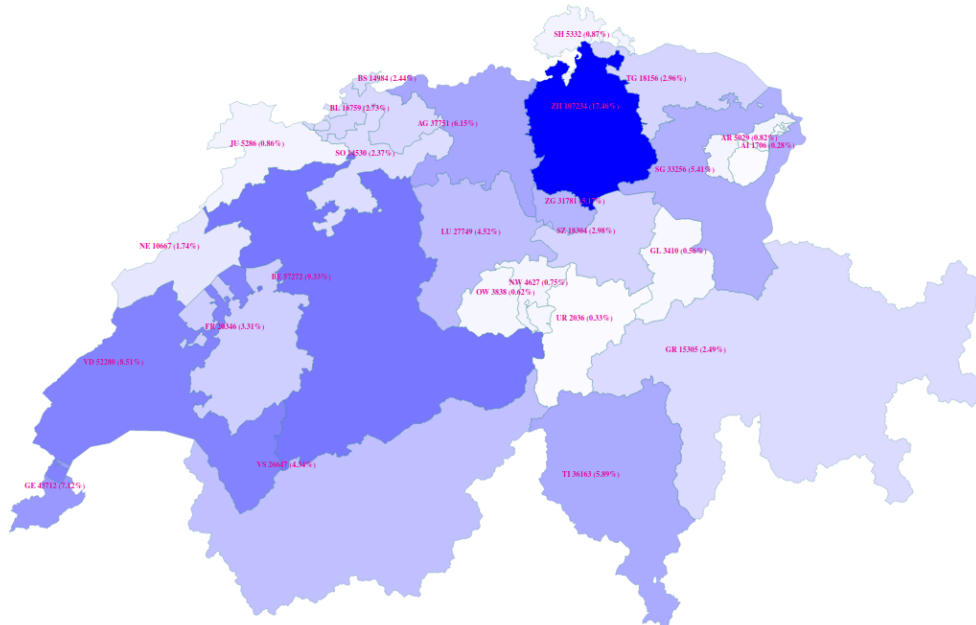 SH 5332 (0.87%)
BS 14984 (2.44%)
TG 18156 (2.96%)
BL 16759 (2.73%)
ZH 107234 (17.46%)
AG 37751 (6.15%)
AR 5029 (0.82%)
JU 5286 (0.86%)
AI 1706 (0.28%)
SO 14530 (2.37%)
SG 33256 (5.41%)
ZG 31781
LU 27749 (4.52%)
SZ 18304 (2.98%)
NE 10667 (1.74%)
GL 3410 (0.56%)
BE 57272 (9.33%)
NW 4627 (0.75%)
OW 3838 (0.62%)
UR 2036 (0.33%)
FR 20346 (3.31%)
GR 15305 (2.49%)
VD 52280 (8.51%)
VS 26647 (4.34%)
TI 36163 (5.89%)
GE 43712 (7.12%)